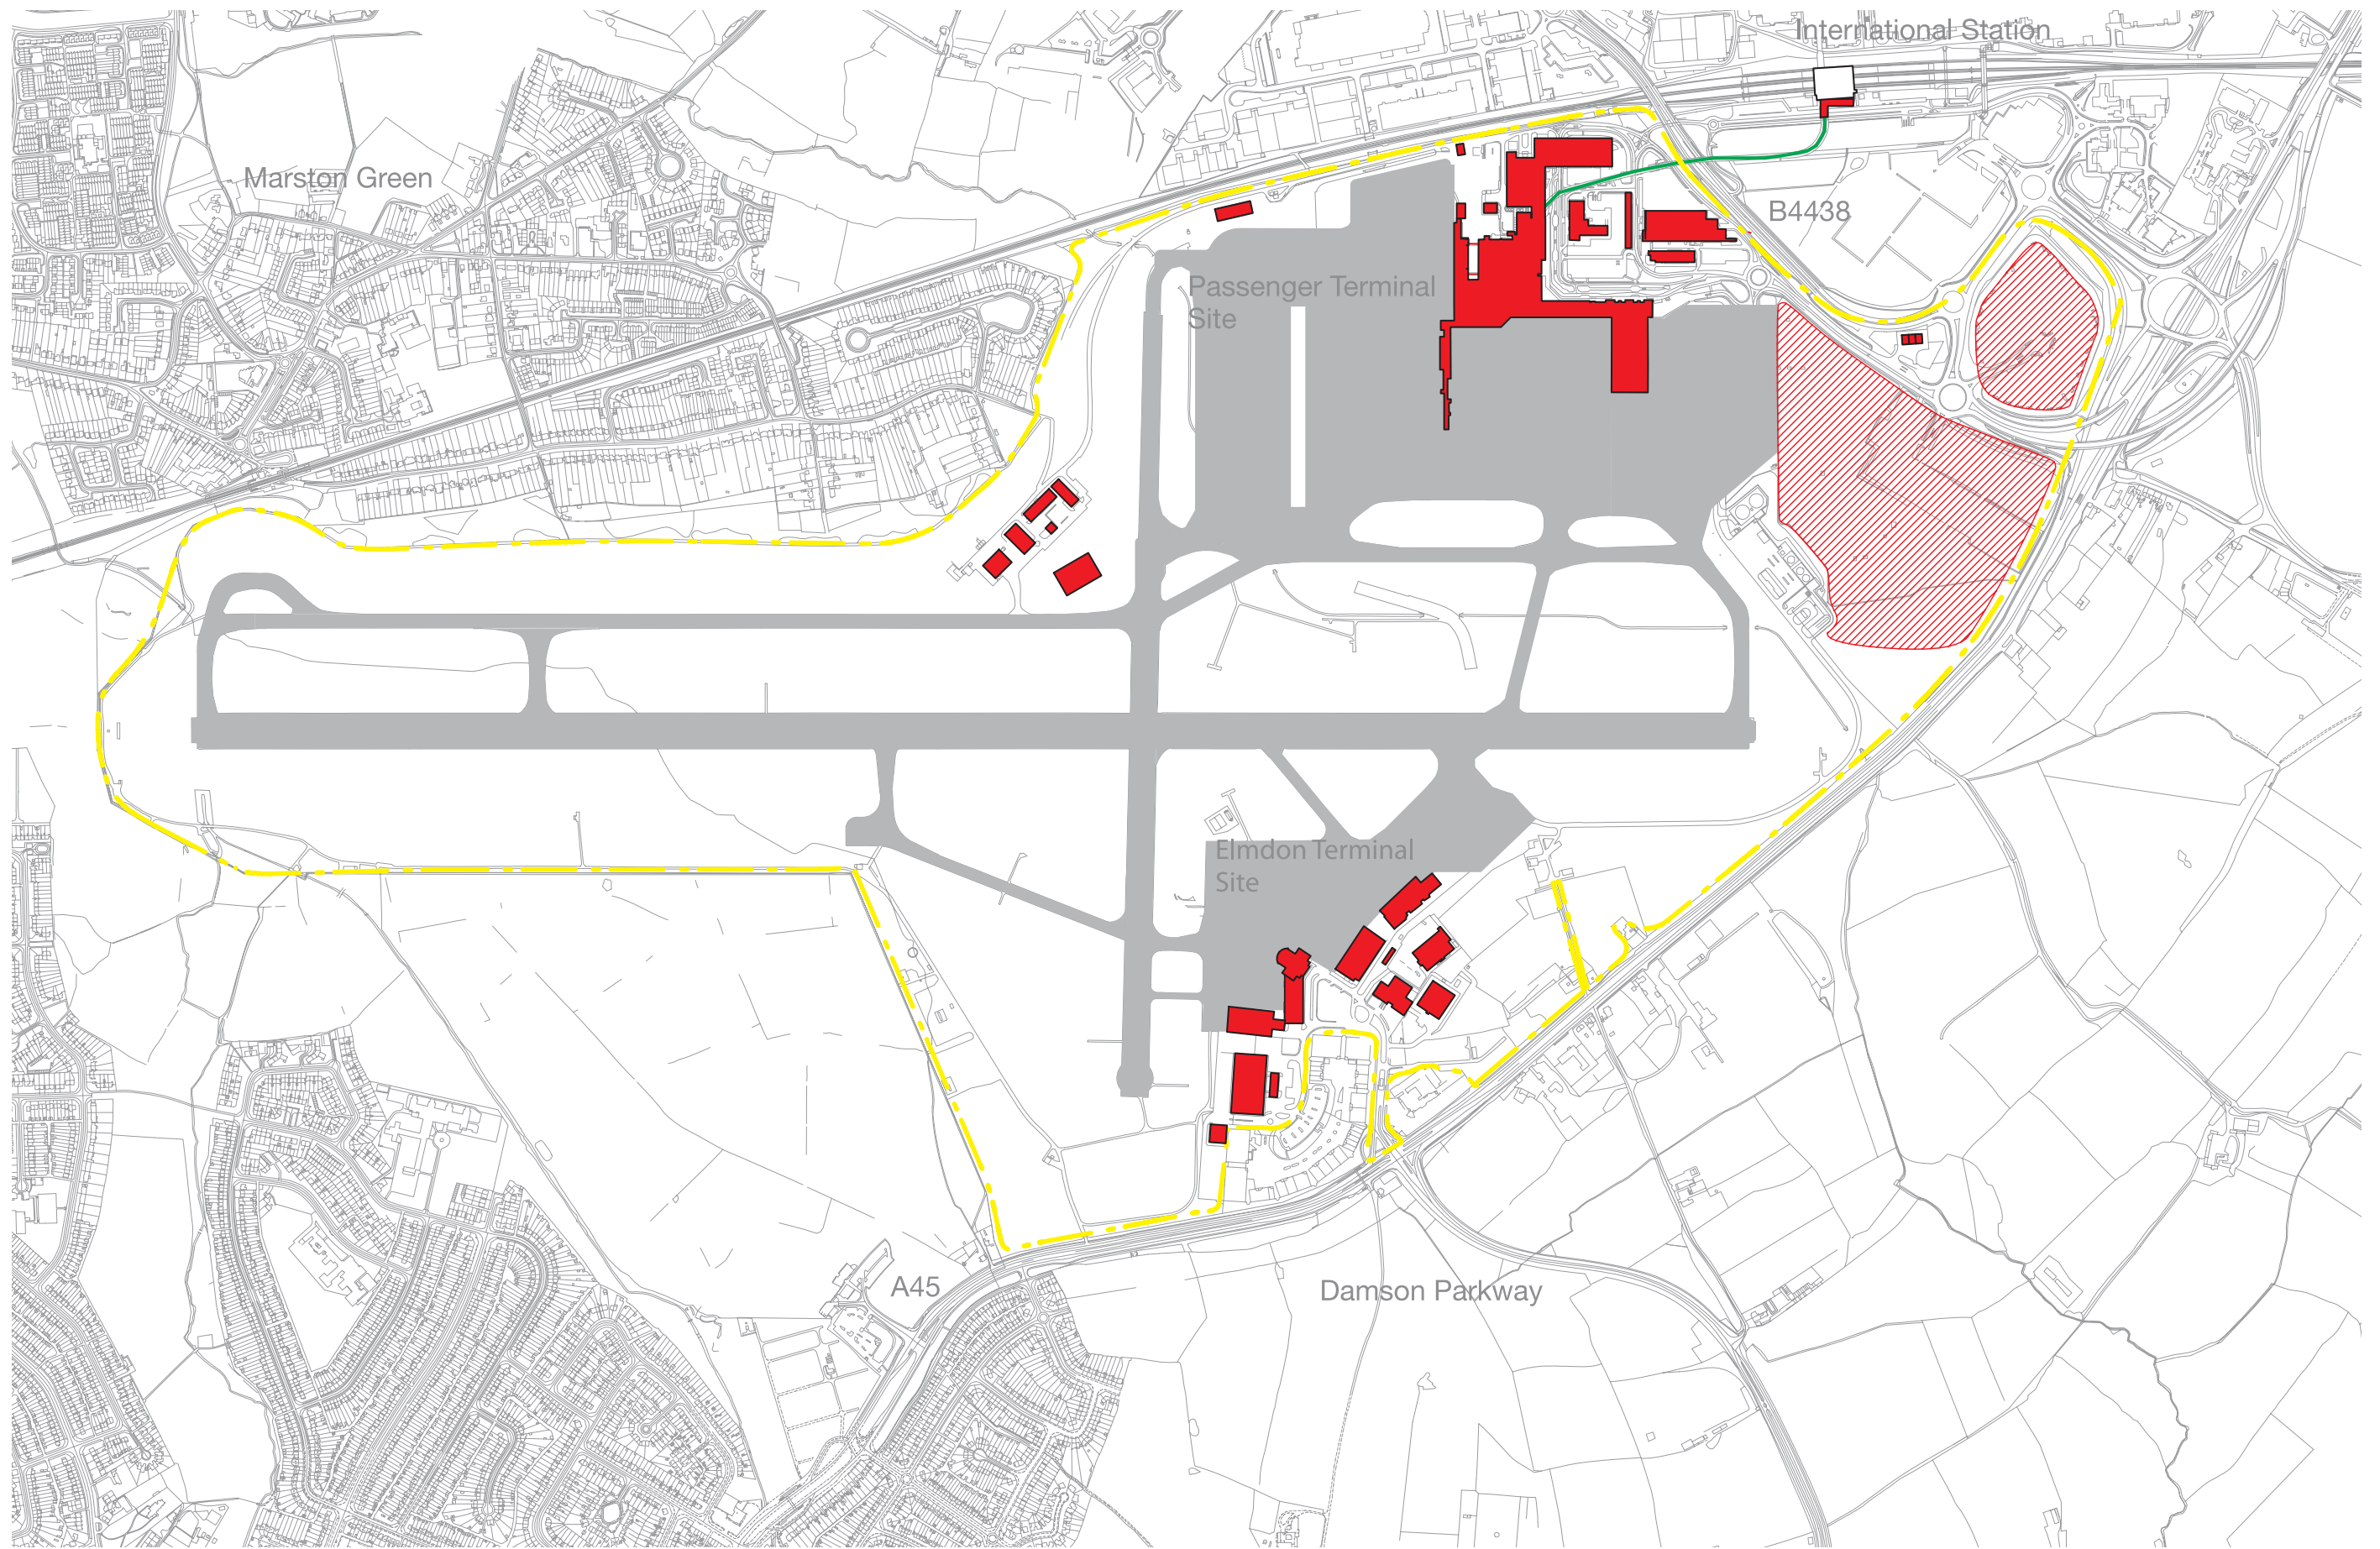 International Station
Marston Green
B4438
Passenger Terminal
Site
Elmdon Terminal
Site
A45
Damson Parkway